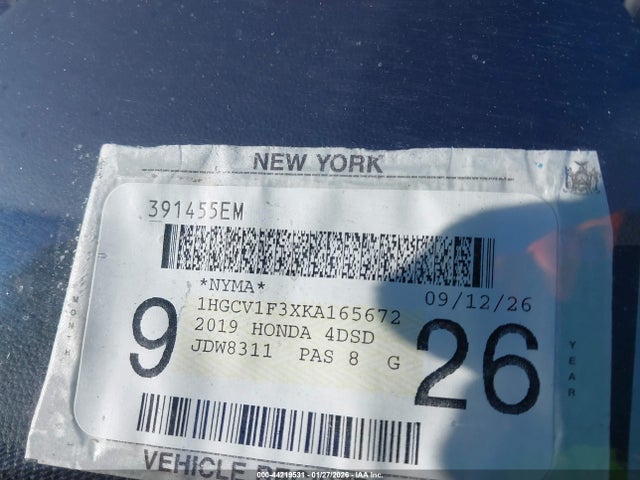 NEW YORK
391455EM
*NYMA*
1HGCV1F3XKA165672
09/12/26
2019 HONDA 4DSD
JDW8311 PAS 8 G
9
26
MONTH
YEAR
VEHICLE
000-44219531 - 01/27/2026 - IAA Inc.